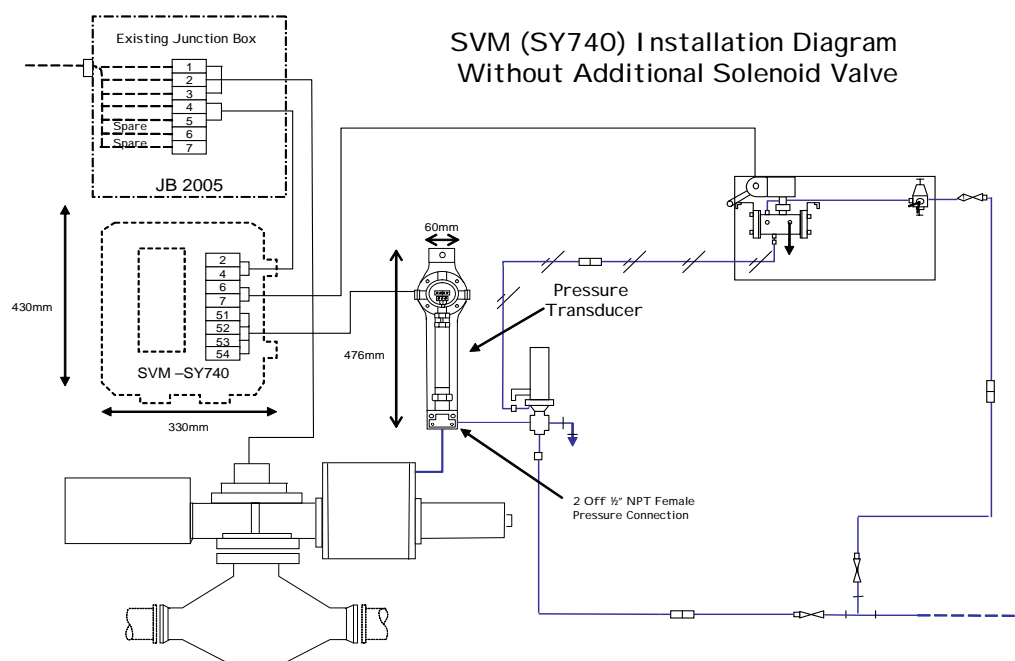 SVM (SY740) Installation Diagram
Without Additional Solenoid Valve
Existing Junction Box
1
2
3
4
5
6
7
Spare
Spare
JB 2005
430mm
2
4
6
7
51
52
53
54
SVM –SY740
330mm
60mm
476mm
Pressure
Transducer
2 Off ½" NPT Female
Pressure Connection